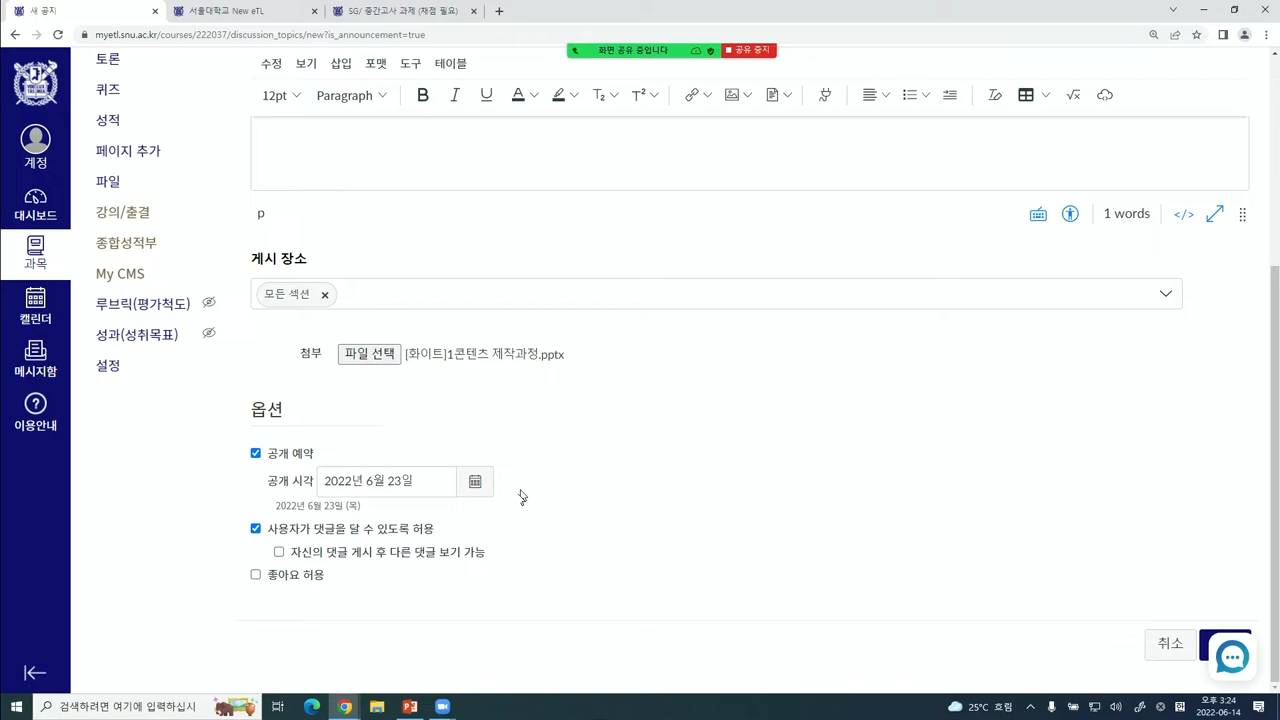 새 공지
서울대학교 New eTL
SG/ 중간고사 과제 (채점 필요)
myetl.snu.ac.kr/courses/222037/discussion_topics/new?is_announcement=true
화면 공유 중입니다
공유 중지
계정
대시보드
과목
캘린더
메시지함
이용안내
토론
퀴즈
성적
페이지 추가
파일
강의/출결
종합성적부
My CMS
루브릭(평가척도)
성과(성취목표)
설정
수정 보기 삽입 포맷 도구 테이블
12pt Paragraph B I U A T₂ T²
p
1 words
</>
게시 장소
모든 섹션
첨부 파일 선택 [화이트]1콘텐츠 제작과정.pptx
옵션
공개 예약
공개 시각 2022년 6월 23일
2022년 6월 23일 (목)
사용자가 댓글을 달 수 있도록 허용
자신의 댓글 게시 후 다른 댓글 보기 가능
좋아요 허용
취소
검색하려면 여기에 입력하십시
25°C 흐림
한
오후 3:24
2022-06-14